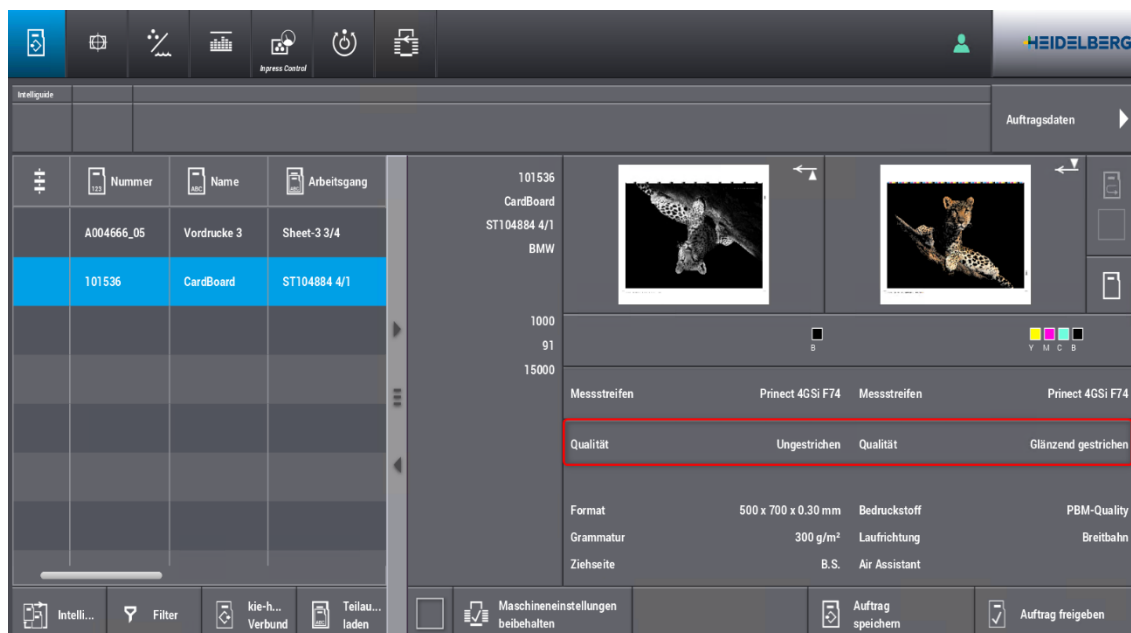 Inpress Control
HEIDELBERG
Intelliguide
Auftragsdaten
123 Nummer
ABC Name
Arbeitsgang
A004666_05 Vordrucke 3 Sheet-3 3/4
101536 CardBoard ST104884 4/1
101536
CardBoard
ST104884 4/1
BMW
1000
91
15000
B
Y M C B
Messstreifen Prinect 4GSi F74 Messstreifen Prinect 4GSi F74
Qualität Ungestrichen Qualität Glänzend gestrichen
Format 500 x 700 x 0.30 mm Bedruckstoff PBM-Quality
Grammatur 300 g/m² Laufrichtung Breitbahn
Ziehseite B.S. Air Assistant
Intelli...
Filter
kie-h...
Verbund
Teilau...
laden
Maschineneinstellungen
beibehalten
Auftrag
speichern
Auftrag freigeben